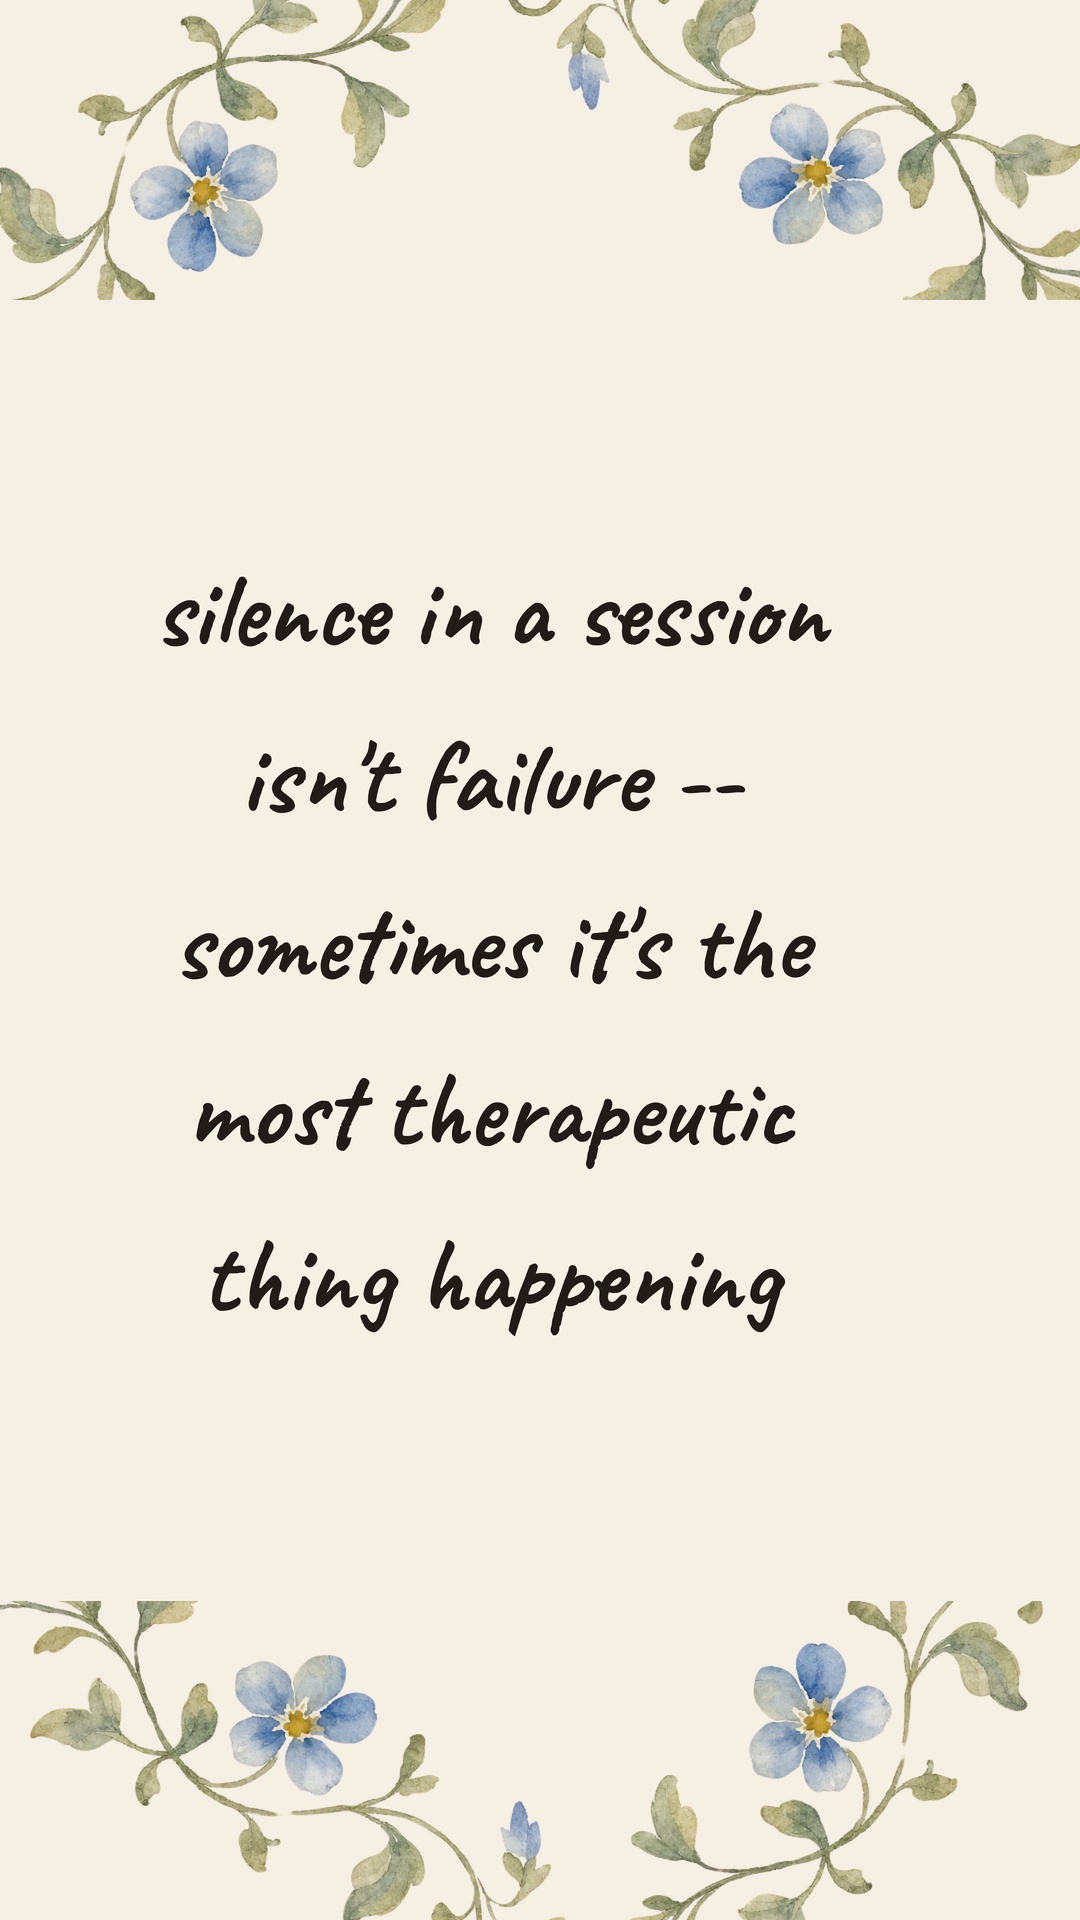 silence in a session
isn't failure --
sometimes it's the
most therapeutic
thing happening